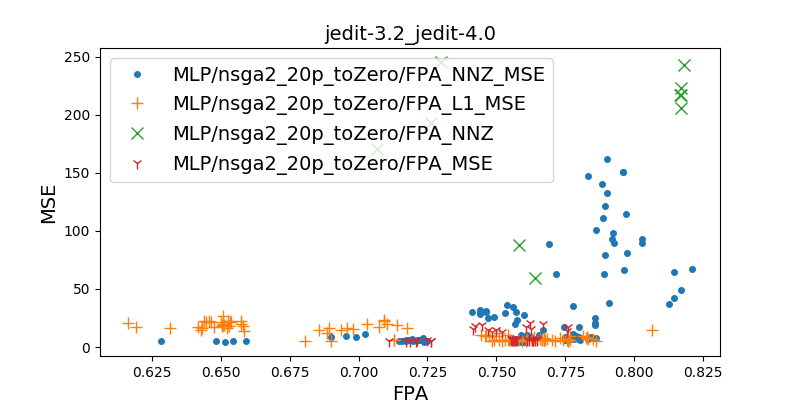 jedit-3.2_jedit-4.0
MLP/nsga2_20p_toZero/FPA_NNZ_MSE
MLP/nsga2_20p_toZero/FPA_L1_MSE
MLP/nsga2_20p_toZero/FPA_NNZ
MLP/nsga2_20p_toZero/FPA_MSE
MSE
250
200
150
100
50
0
0.625 0.650 0.675 0.700 0.725 0.750 0.775 0.800 0.825
FPA